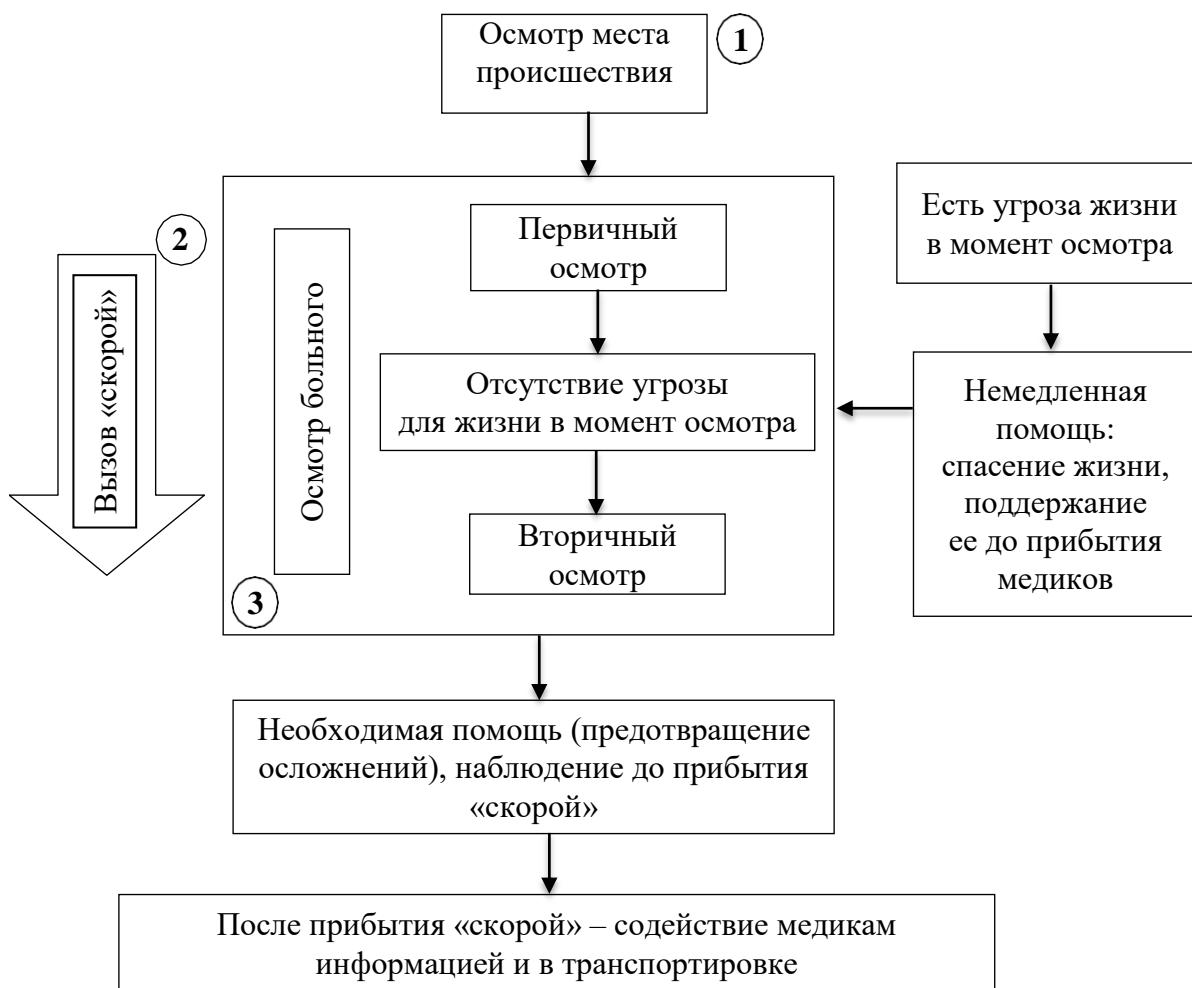 Осмотр места
происшествия
1
2
Вызов «скорой»
3
Осмотр больного
Первичный
осмотр
Отсутствие угрозы
для жизни в момент осмотра
Вторичный
осмотр
Есть угроза жизни
в момент осмотра
Немедленная
помощь:
спасение жизни,
поддержание
ее до прибытия
медиков
Необходимая помощь (предотвращение
осложнений), наблюдение до прибытия
«скорой»
После прибытия «скорой» – содействие медикам
информацией и в транспортировке